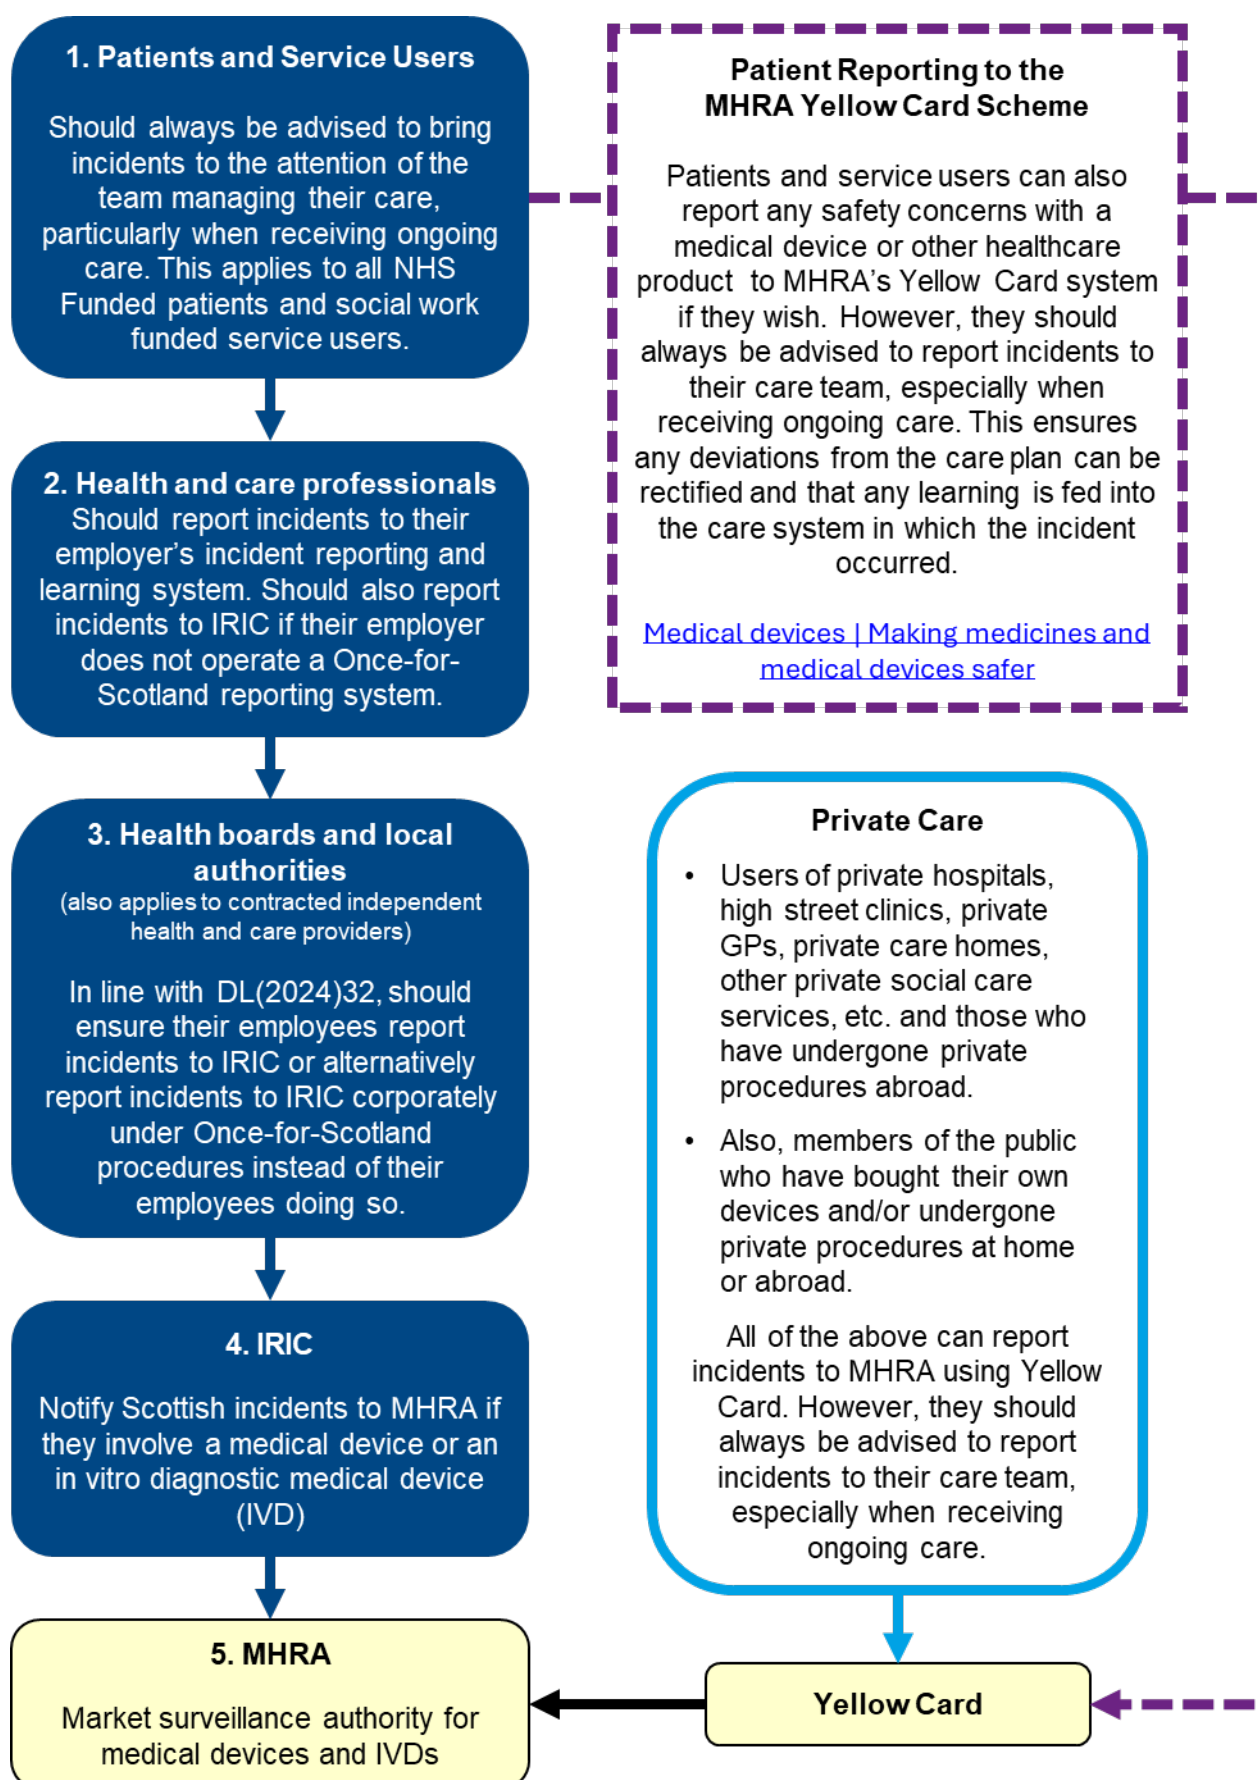 1. Patients and Service Users
Should always be advised to bring
incidents to the attention of the
team managing their care,
particularly when receiving ongoing
care. This applies to all NHS
Funded patients and social work
funded service users.
Patient Reporting to the
MHRA Yellow Card Scheme
Patients and service users can also
report any safety concerns with a
medical device or other healthcare
product to MHRA’s Yellow Card system
if they wish. However, they should
always be advised to report incidents to
their care team, especially when
receiving ongoing care. This ensures
any deviations from the care plan can be
rectified and that any learning is fed into
the care system in which the incident
occurred.
Medical devices | Making medicines and
medical devices safer
2. Health and care professionals
Should report incidents to their
employer’s incident reporting and
learning system. Should also report
incidents to IRIC if their employer
does not operate a Once-for-
Scotland reporting system.
3. Health boards and local
authorities
(also applies to contracted independent
health and care providers)
In line with DL(2024)32, should
ensure their employees report
incidents to IRIC or alternatively
report incidents to IRIC corporately
under Once-for-Scotland
procedures instead of their
employees doing so.
Private Care
• Users of private hospitals,
high street clinics, private
GPs, private care homes,
other private social care
services, etc. and those who
have undergone private
procedures abroad.
• Also, members of the public
who have bought their own
devices and/or undergone
private procedures at home
or abroad.
All of the above can report
incidents to MHRA using Yellow
Card. However, they should
always be advised to report
incidents to their care team,
especially when receiving
ongoing care.
4. IRIC
Notify Scottish incidents to MHRA if
they involve a medical device or an
in vitro diagnostic medical device
(IVD)
5. MHRA
Market surveillance authority for
medical devices and IVDs
Yellow Card